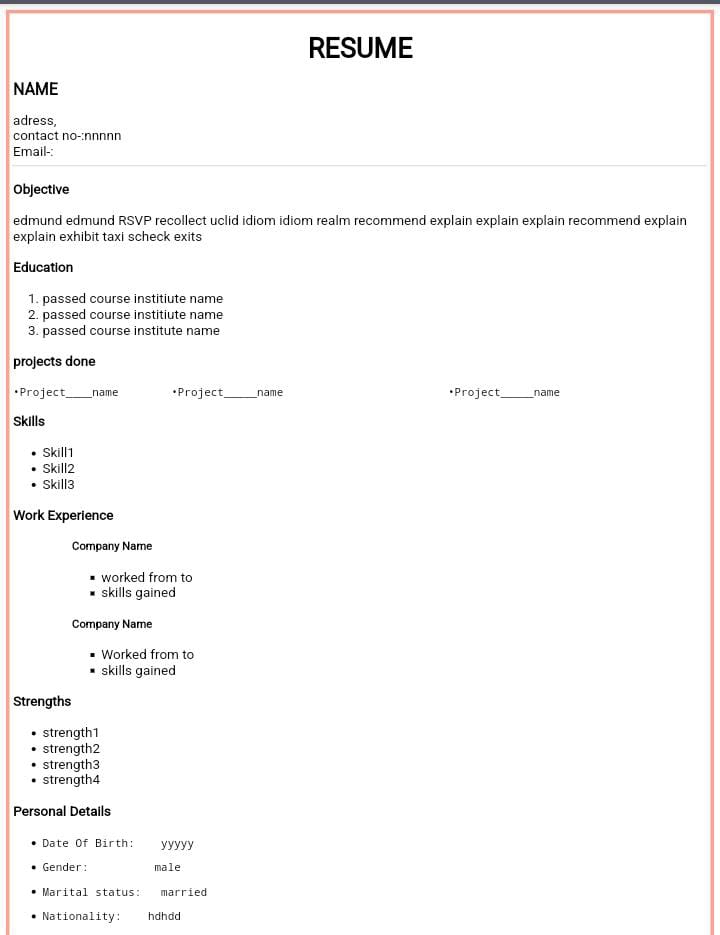 RESUME
NAME
adress,
contact no-:nnnnn
Email-:
Objective
edmund edmund RSVP recollect uclid idiom idiom realm recommend explain explain explain recommend explain
explain exhibit taxi scheck exits
Education
1. passed course institiute name
2. passed course institiute name
3. passed course institute name
projects done
•Project____name •Project_____name •Project_____name
Skills
• Skill1
• Skill2
• Skill3
Work Experience
Company Name
▪ worked from to
▪ skills gained
Company Name
▪ Worked from to
▪ skills gained
Strengths
• strength1
• strength2
• strength3
• strength4
Personal Details
• Date Of Birth: yyyyy
• Gender: male
• Marital status: married
• Nationality: hdhdd